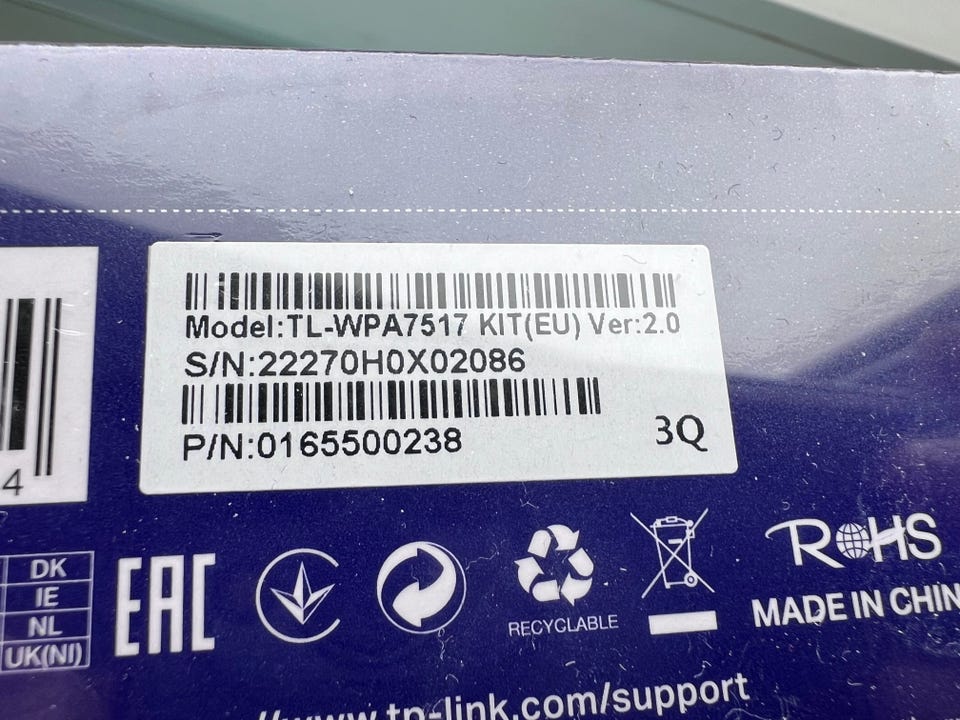 Model:TL-WPA7517 KIT(EU) Ver:2.0
S/N:22270H0X02086
P/N:0165500238
3Q
4
DK
IE
NL
UK(NI)
EAC
RECYCLABLE
RoHS
MADE IN CHIN
//www.tp-link.com/support